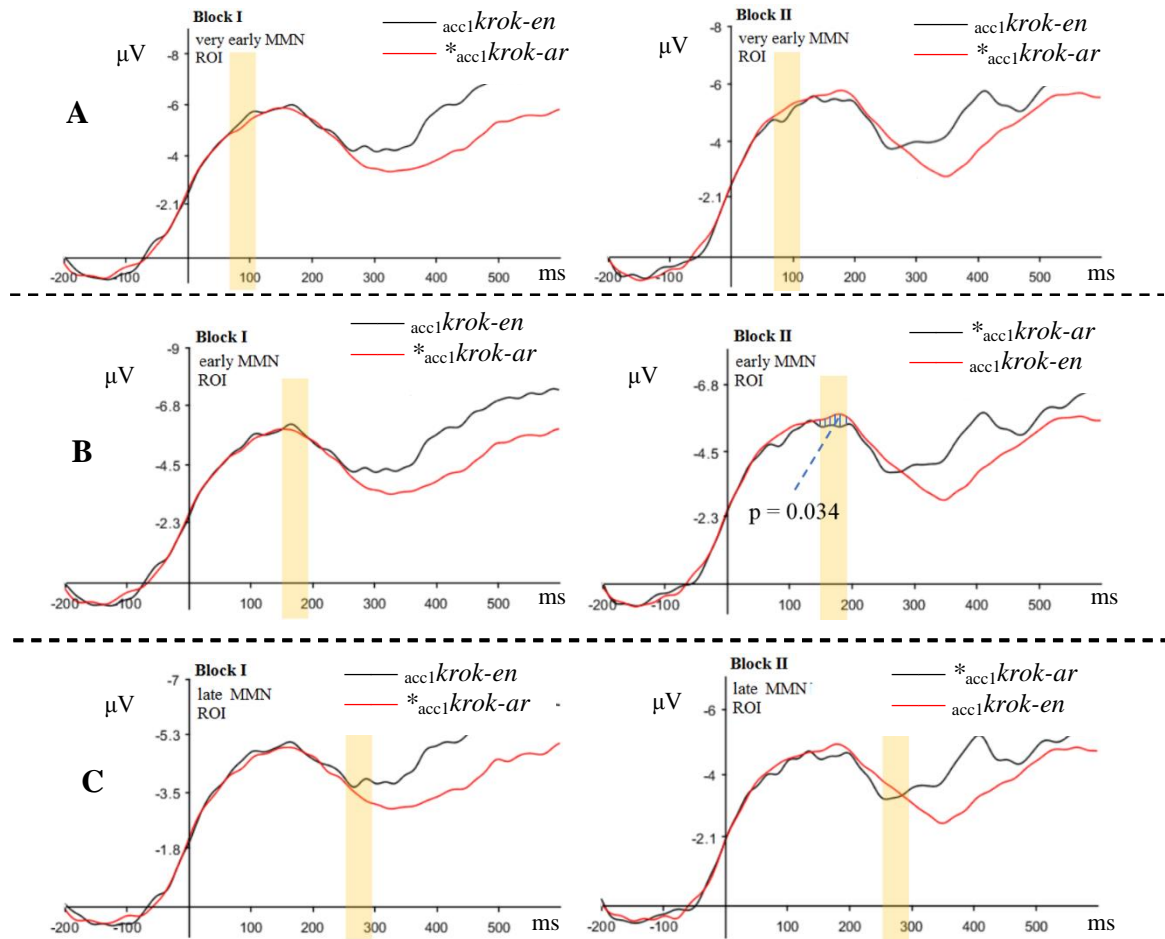 A
Block I
very early MMN
ROI
μV
acc1krok-en
*acc1krok-ar
-8
-6
-4
-2.1
-200
-100
100
200
300
400
500
ms
Block II
very early MMN
ROI
μV
acc1krok-en
*acc1krok-ar
-8
-6
-4
-2.1
-200
-100
100
200
300
400
500
ms
B
Block I
early MMN
ROI
μV
acc1krok-en
*acc1krok-ar
-9
-6.8
-4.5
-2.3
-200
-100
100
200
300
400
500
ms
Block II
early MMN
ROI
μV
*acc1krok-ar
acc1krok-en
-6.8
-4.5
-2.3
p = 0.034
-200
-100
100
200
300
400
500
ms
C
Block I
late MMN
ROI
μV
acc1krok-en
*acc1krok-ar
-7
-5.3
-3.5
-1.8
-200
-100
100
200
300
400
500
ms
Block II
late MMN
ROI
μV
*acc1krok-ar
acc1krok-en
-6
-4
-2.1
-200
-100
100
200
300
400
500
ms